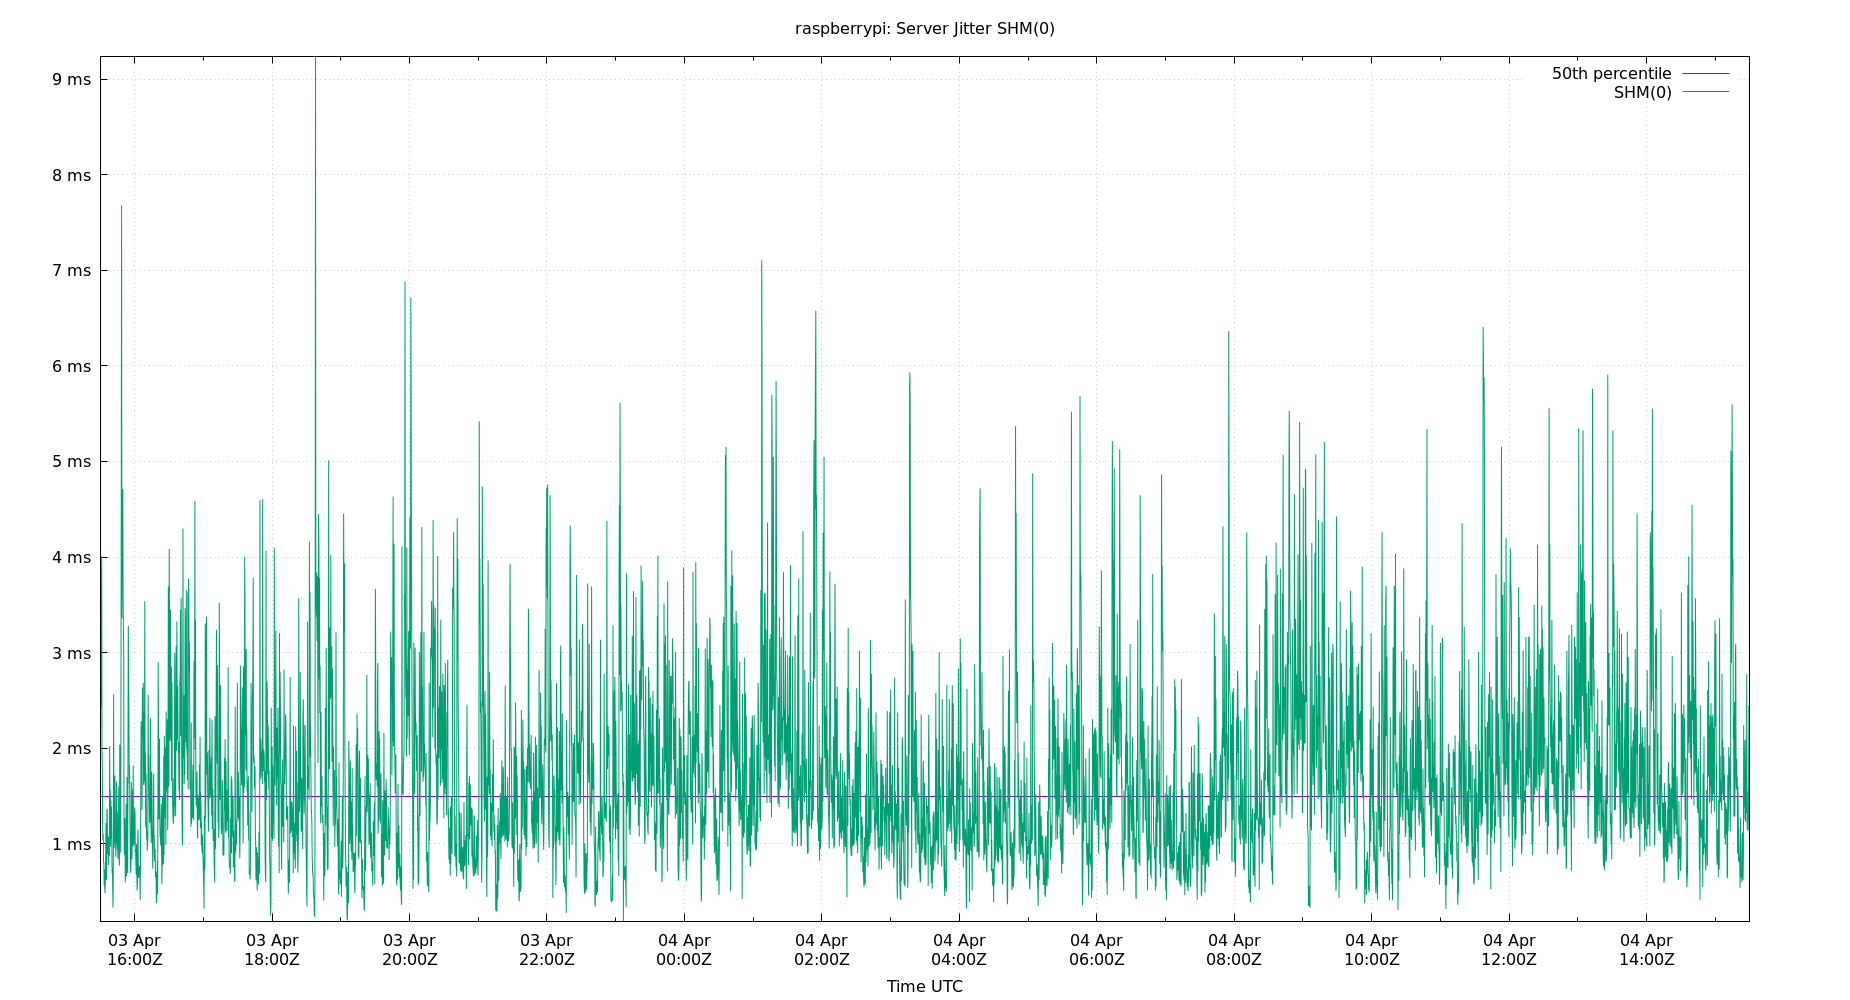 raspberrypi: Server Jitter SHM(0)
50th percentile
SHM(0)
9 ms
8 ms
7 ms
6 ms
5 ms
4 ms
3 ms
2 ms
1 ms
03 Apr 03 Apr 03 Apr 03 Apr 04 Apr 04 Apr 04 Apr 04 Apr 04 Apr 04 Apr 04 Apr 04 Apr
16:00Z 18:00Z 20:00Z 22:00Z 00:00Z 02:00Z 04:00Z 06:00Z 08:00Z 10:00Z 12:00Z 14:00Z
Time UTC